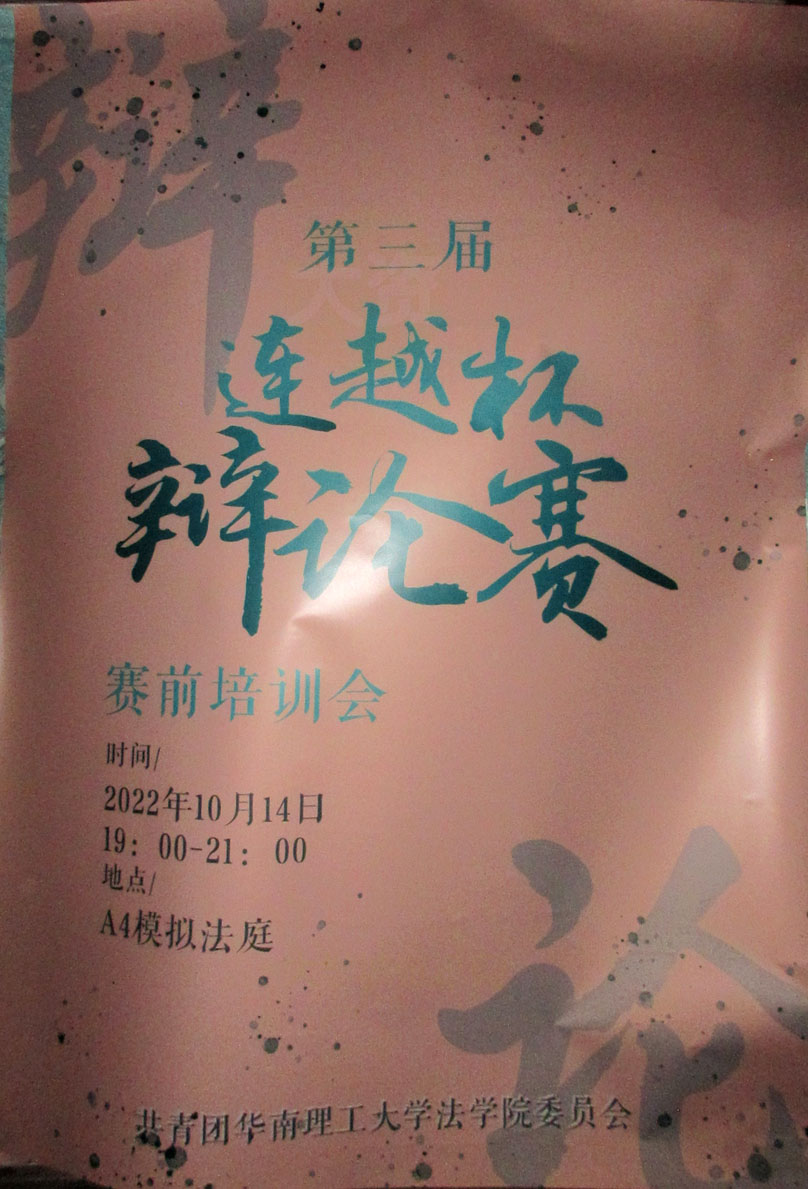 辩
第三届
连越杯
辩论赛
赛前培训会
时间/
2022年10月14日
19：00-21：00
地点/
A4模拟法庭
论
共青团华南理工大学法学院委员会